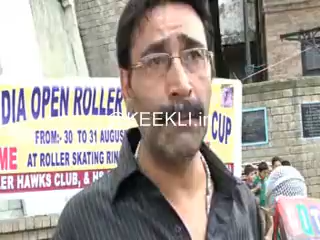 DIA OPEN ROLLER
KEEKLI.in
CUP
FROM:- 30 TO 31 AUGUS
ME
AT ROLLER SKATING RIN
ER HAWKS CLUB, & H